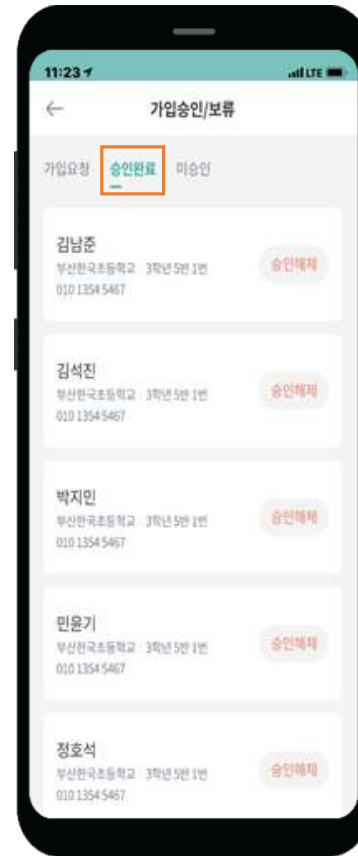 11:23
LTE
가입승인/보류
가입요청 승인완료 미승인
김남준
부산한국초등학교 3학년 5반 1번
승인해제
010 1354 5467
김석진
부산한국초등학교 3학년 5반 1번
승인해제
010 1354 5467
박지민
부산한국초등학교 3학년 5반 1번
승인해제
010 1354 5467
민윤기
부산한국초등학교 3학년 5반 1번
승인해제
010 1354 5467
정호석
부산한국초등학교 3학년 5반 1번
승인해제
010 1354 5467